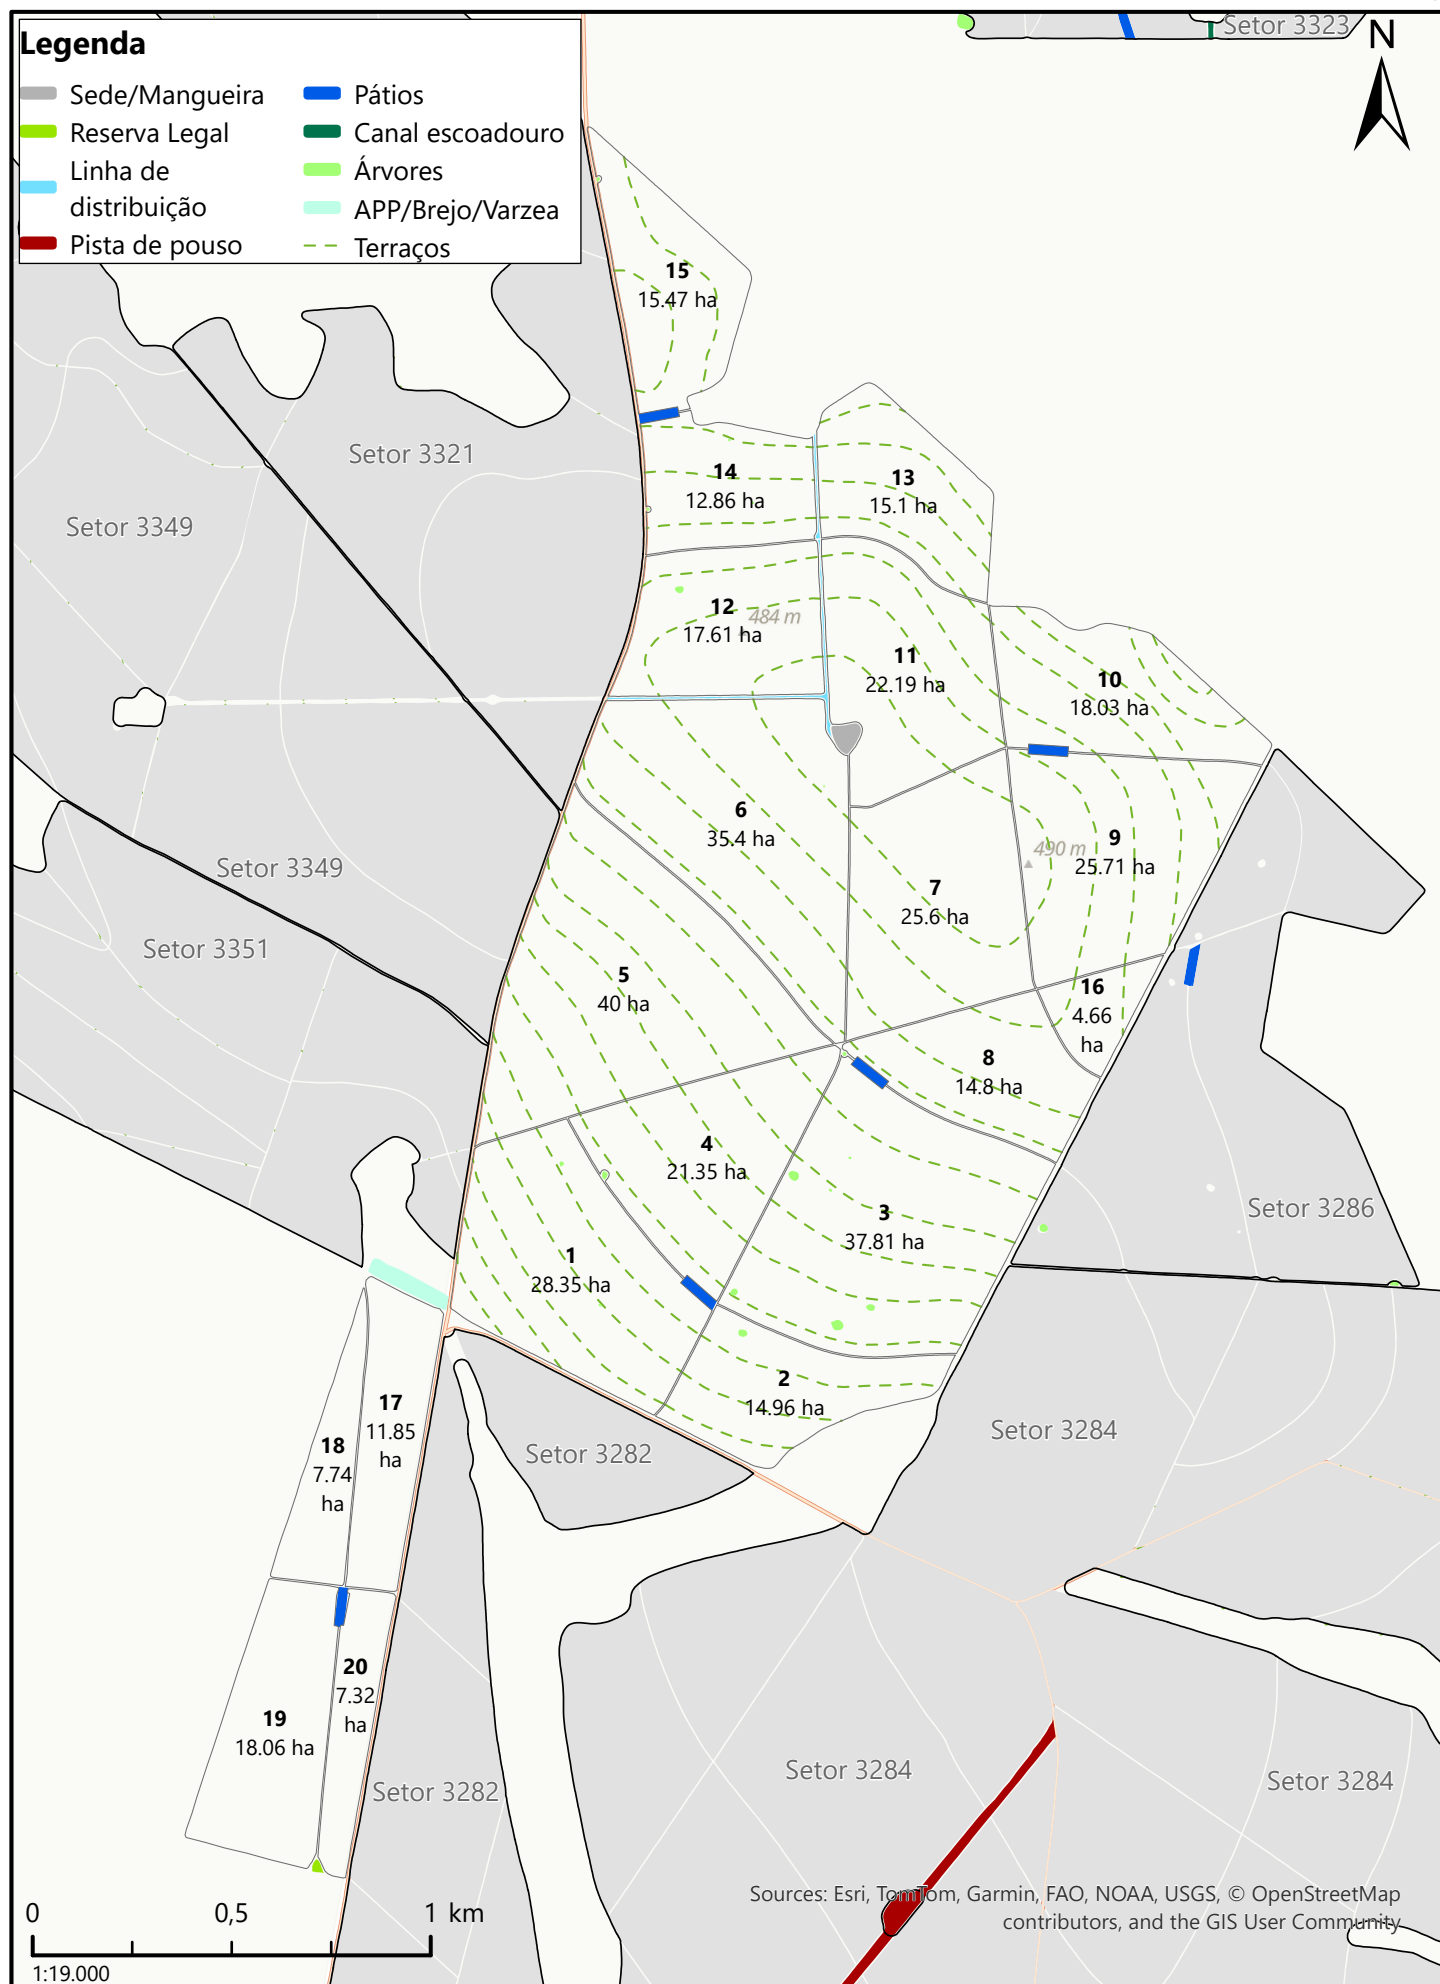 Legenda
Sede/Mangueira
Reserva Legal
Linha de
distribuição
Pista de pouso
Pátios
Canal escoadouro
Árvores
APP/Brejo/Varzea
Terraços
Setor 3323
N
15
15.47 ha
Setor 3321
14
12.86 ha
13
15.1 ha
Setor 3349
12
17.61 ha
484 m
11
22.19 ha
10
18.03 ha
6
35.4 ha
9
25.71 ha
490 m
Setor 3349
7
25.6 ha
Setor 3351
5
40 ha
16
4.66
ha
8
14.8 ha
4
21.35 ha
3
37.81 ha
Setor 3286
1
28.35 ha
2
14.96 ha
17
11.85
ha
18
7.74
ha
Setor 3282
Setor 3284
20
7.32
ha
19
18.06 ha
Setor 3282
Setor 3284
Setor 3284
Sources: Esri, TomTom, Garmin, FAO, NOAA, USGS, © OpenStreetMap
contributors, and the GIS User Community
0 0,5 1 km
1:19.000